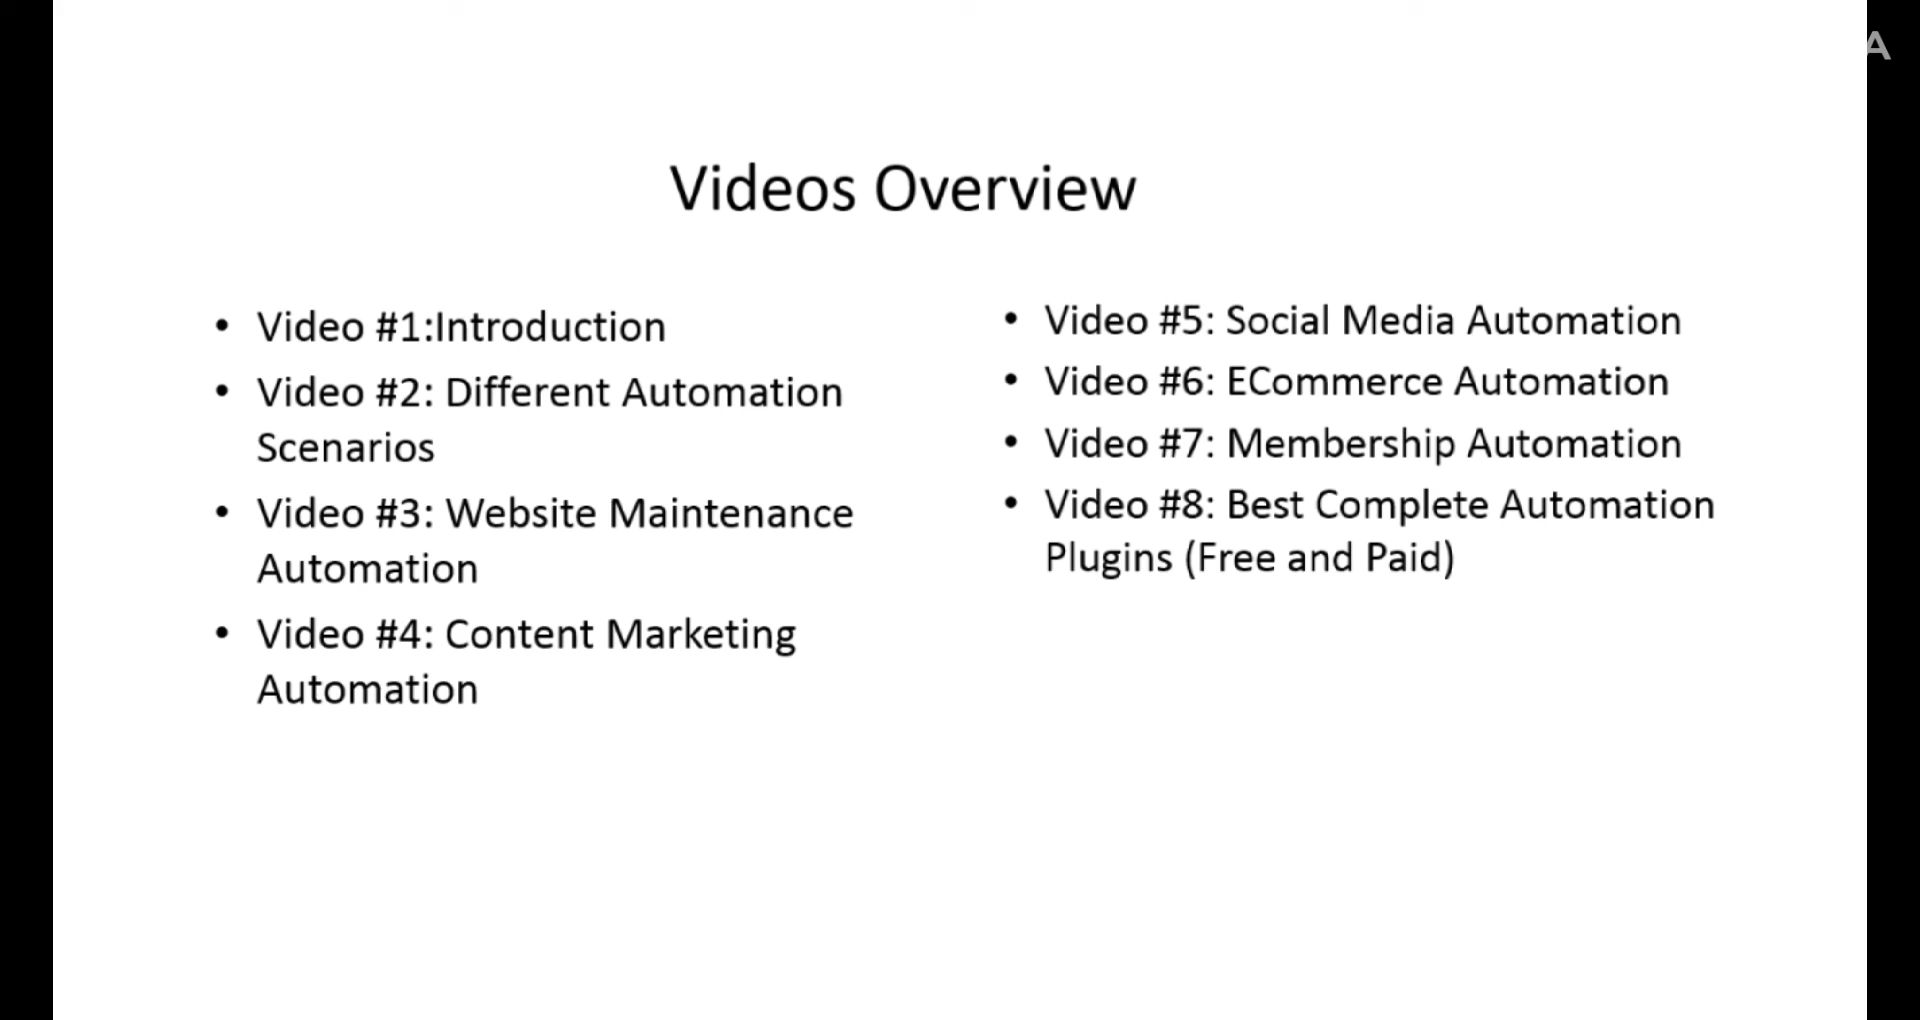 Videos Overview
• Video #1:Introduction
• Video #2: Different Automation
Scenarios
• Video #3: Website Maintenance
Automation
• Video #4: Content Marketing
Automation
• Video #5: Social Media Automation
• Video #6: ECommerce Automation
• Video #7: Membership Automation
• Video #8: Best Complete Automation
Plugins (Free and Paid)
A